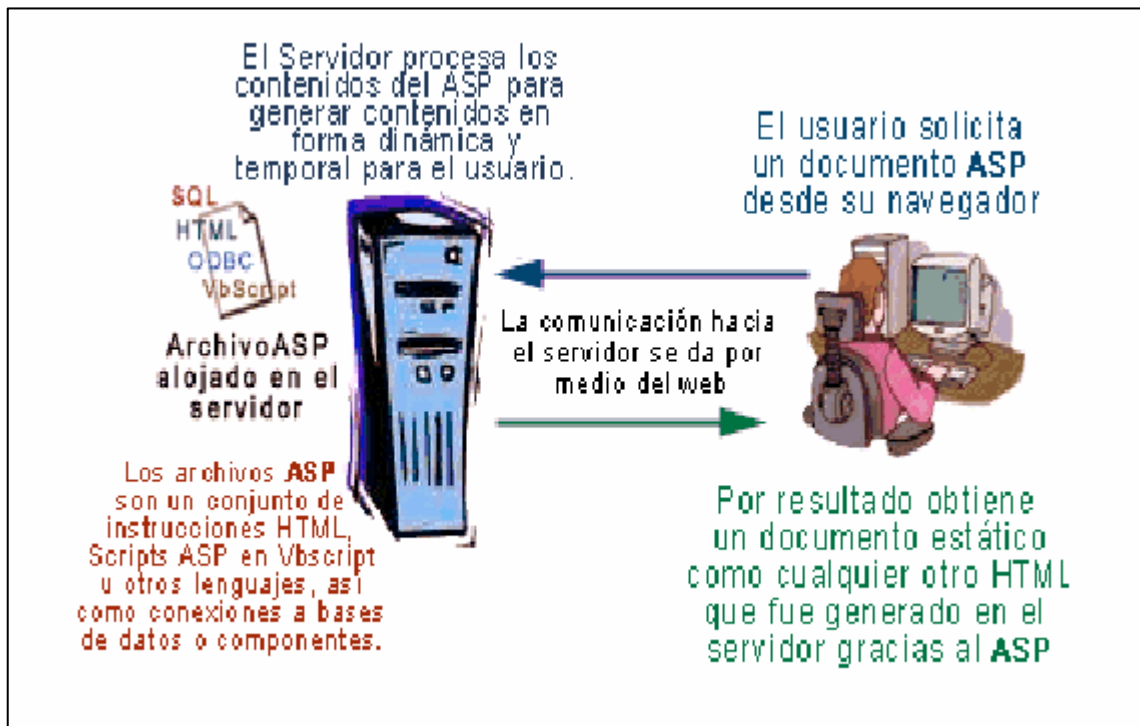 El Servidor procesa los
contenidos del ASP para
generar contenidos en
forma dinámica y
temporal para el usuario.
SQL
HTML
ODBC
VbScript
ArchivoASP
alojado en el
servidor
Los archivos ASP
son un conjunto de
instrucciones HTML,
Scripts ASP en Vbscript
u otros lenguajes, así
como conexiones a bases
de datos o componentes.
La comunicación hacia
el servidor se da por
medio del web
El usuario solicita
un documento ASP
desde su navegador
Por resultado obtiene
un documento estático
como cualquier otro HTML
que fue generado en el
servidor gracias al ASP